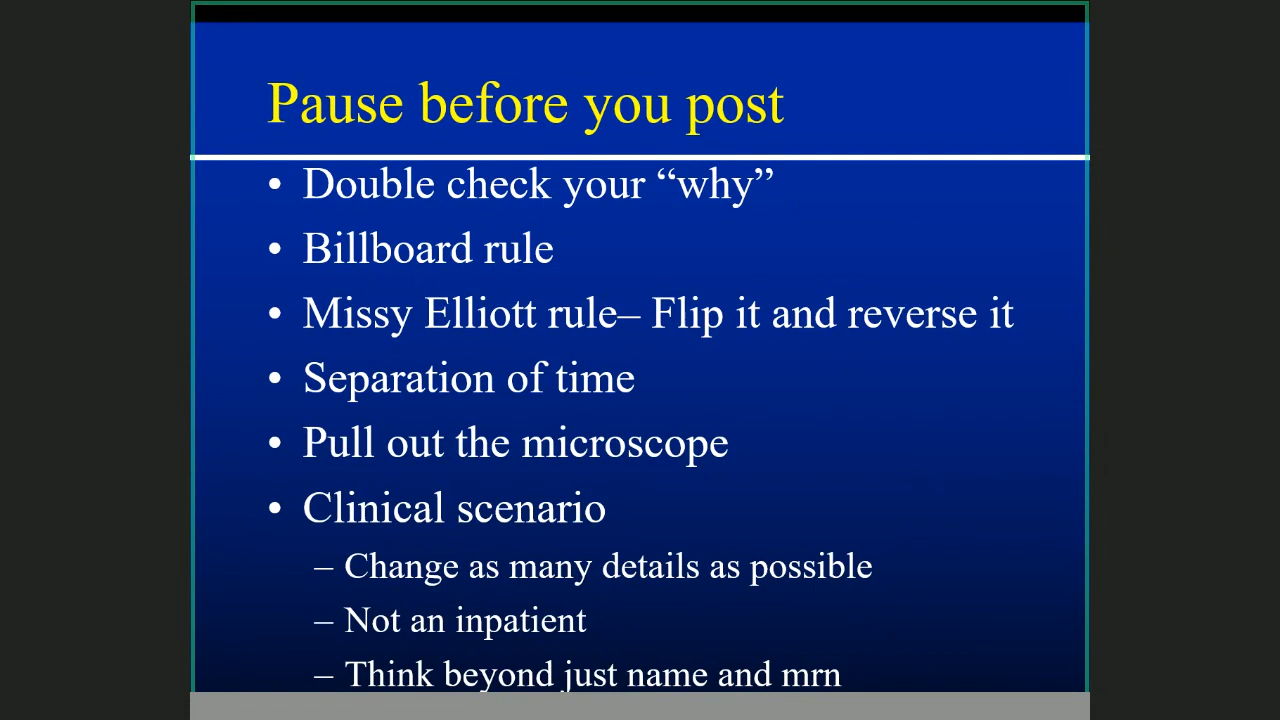 Pause before you post
• Double check your “why”
• Billboard rule
• Missy Elliott rule– Flip it and reverse it
• Separation of time
• Pull out the microscope
• Clinical scenario
– Change as many details as possible
– Not an inpatient
– Think beyond just name and mrn